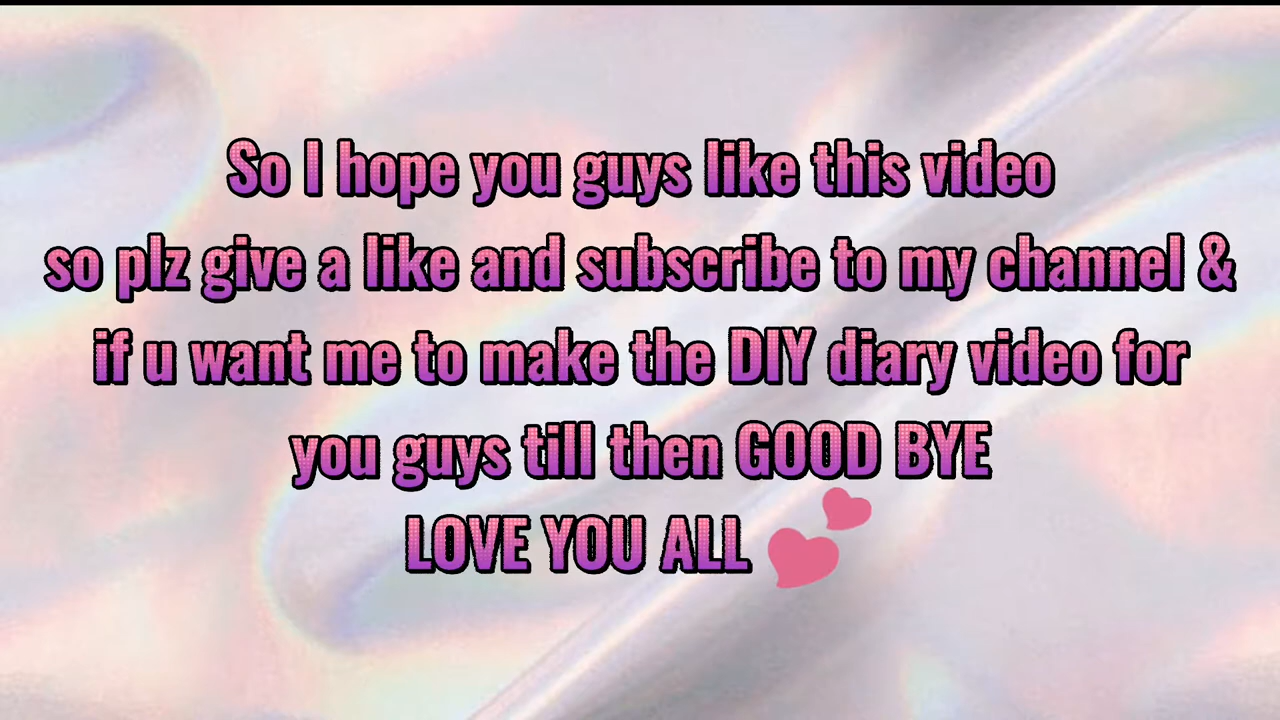 So I hope you guys like this video
so plz give a like and subscribe to my channel &
if u want me to make the DIY diary video for
you guys till then GOOD BYE
LOVE YOU ALL 💕